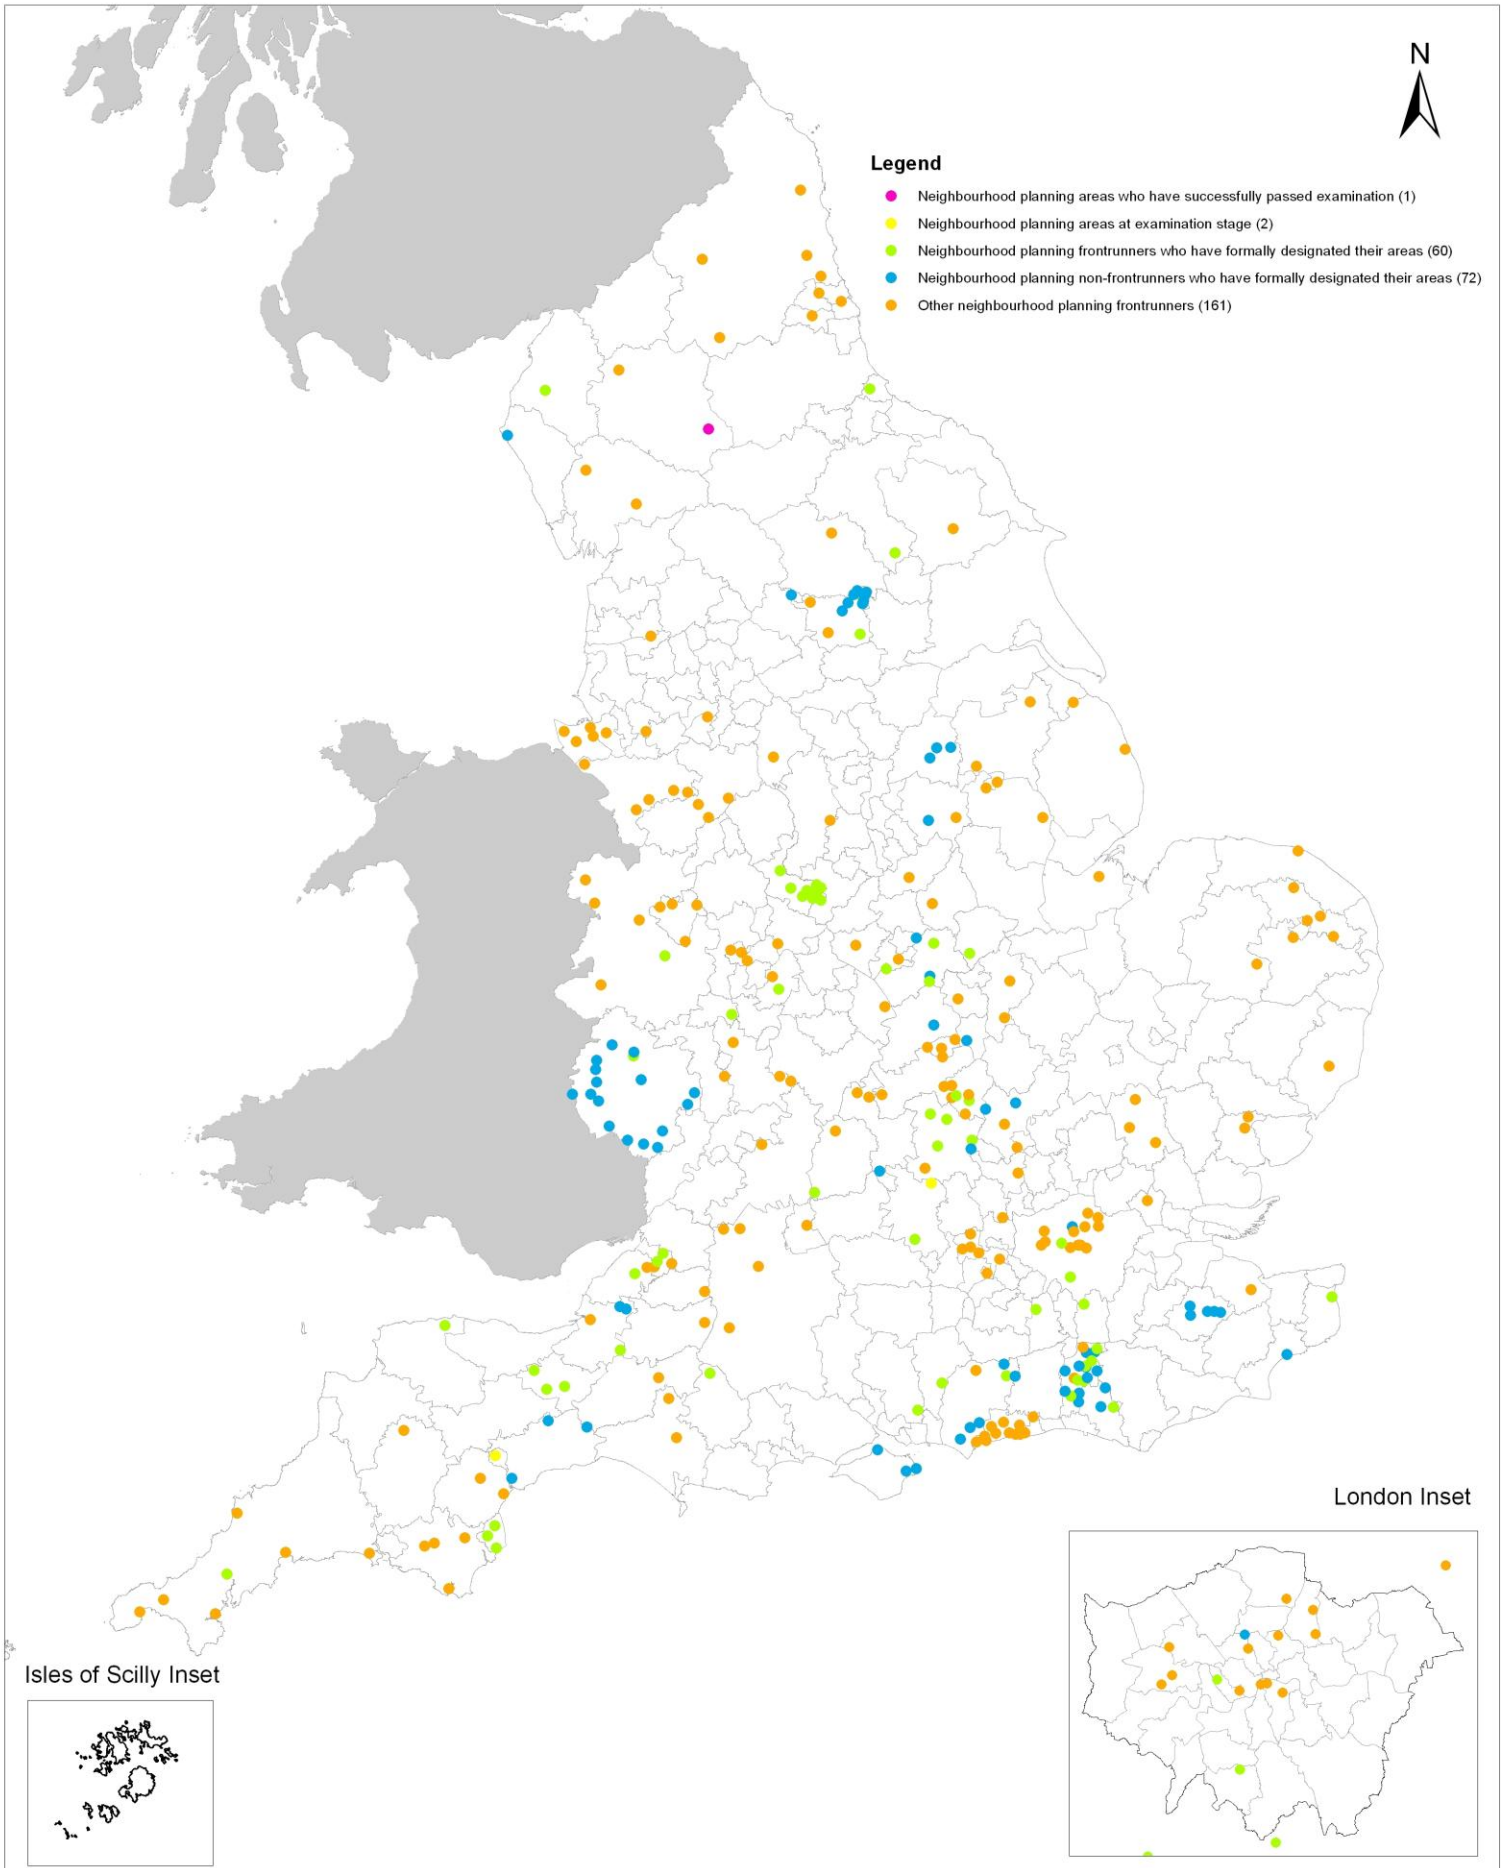 N
Legend
Neighbourhood planning areas who have successfully passed examination (1)
Neighbourhood planning areas at examination stage (2)
Neighbourhood planning frontrunners who have formally designated their areas (60)
Neighbourhood planning non-frontrunners who have formally designated their areas (72)
Other neighbourhood planning frontrunners (161)
London Inset
Isles of Scilly Inset